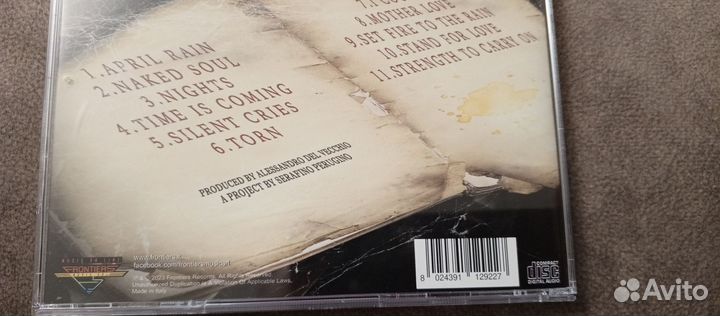 1.APRIL RAIN
2.NAKED SOUL
3.NIGHTS
4.TIME IS COMING
5.SILENT CRIES
6.TORN
8.MOTHER LOVE
9.SET FIRE TO THE RAIN
10.STAND FOR LOVE
11.STRENGTH TO CARRY ON
PRODUCED BY ALESSANDRO DEL VECCHIO
A PROJECT BY SERAFINO PERUGINO
FRONTIERS
www.frontiers.it
facebook.com/frontiersmusicsrl
℗ & © 2023 Frontiers Records. All Rights Reserved.
Unauthorized Duplication Is A Violation Of Applicable Laws.
Made in Italy
8 024391 129227
COMPACT
disc
DIGITAL AUDIO
Avito